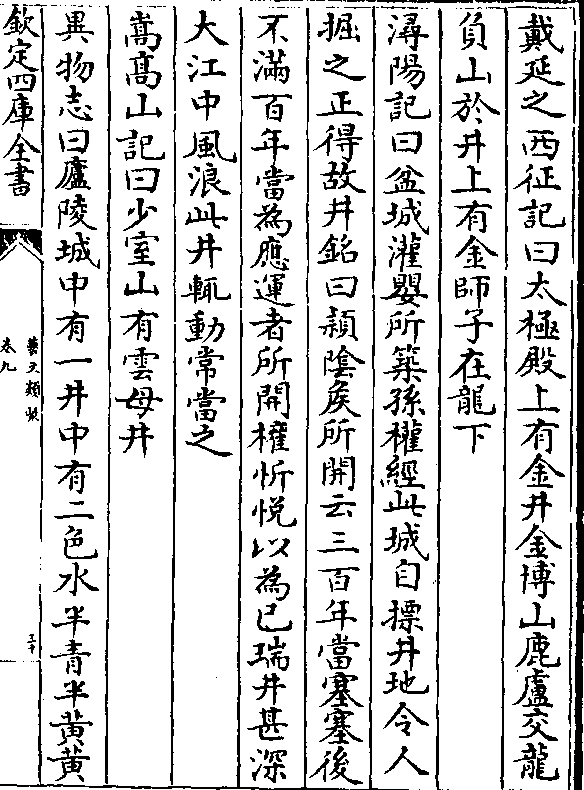 戴延之西征記曰太極殿上有金井金博山鹿盧交龍
負山於井上有金師子在龍下
潯陽記曰盆城灌嬰所築孫權經此城自摽井地令人
掘之正得故井銘曰潁陰侯所開云三百年當塞塞後
不滿百年當為應運者所開權忻悦以為已瑞井甚深
大江中風浪此井輒動常當之
嵩高山記曰少室山有雲母井
異物志曰廬陵城中有一井中有二色水半青半黄黄
欽定四庫全書
藝文類聚
卷九
三十